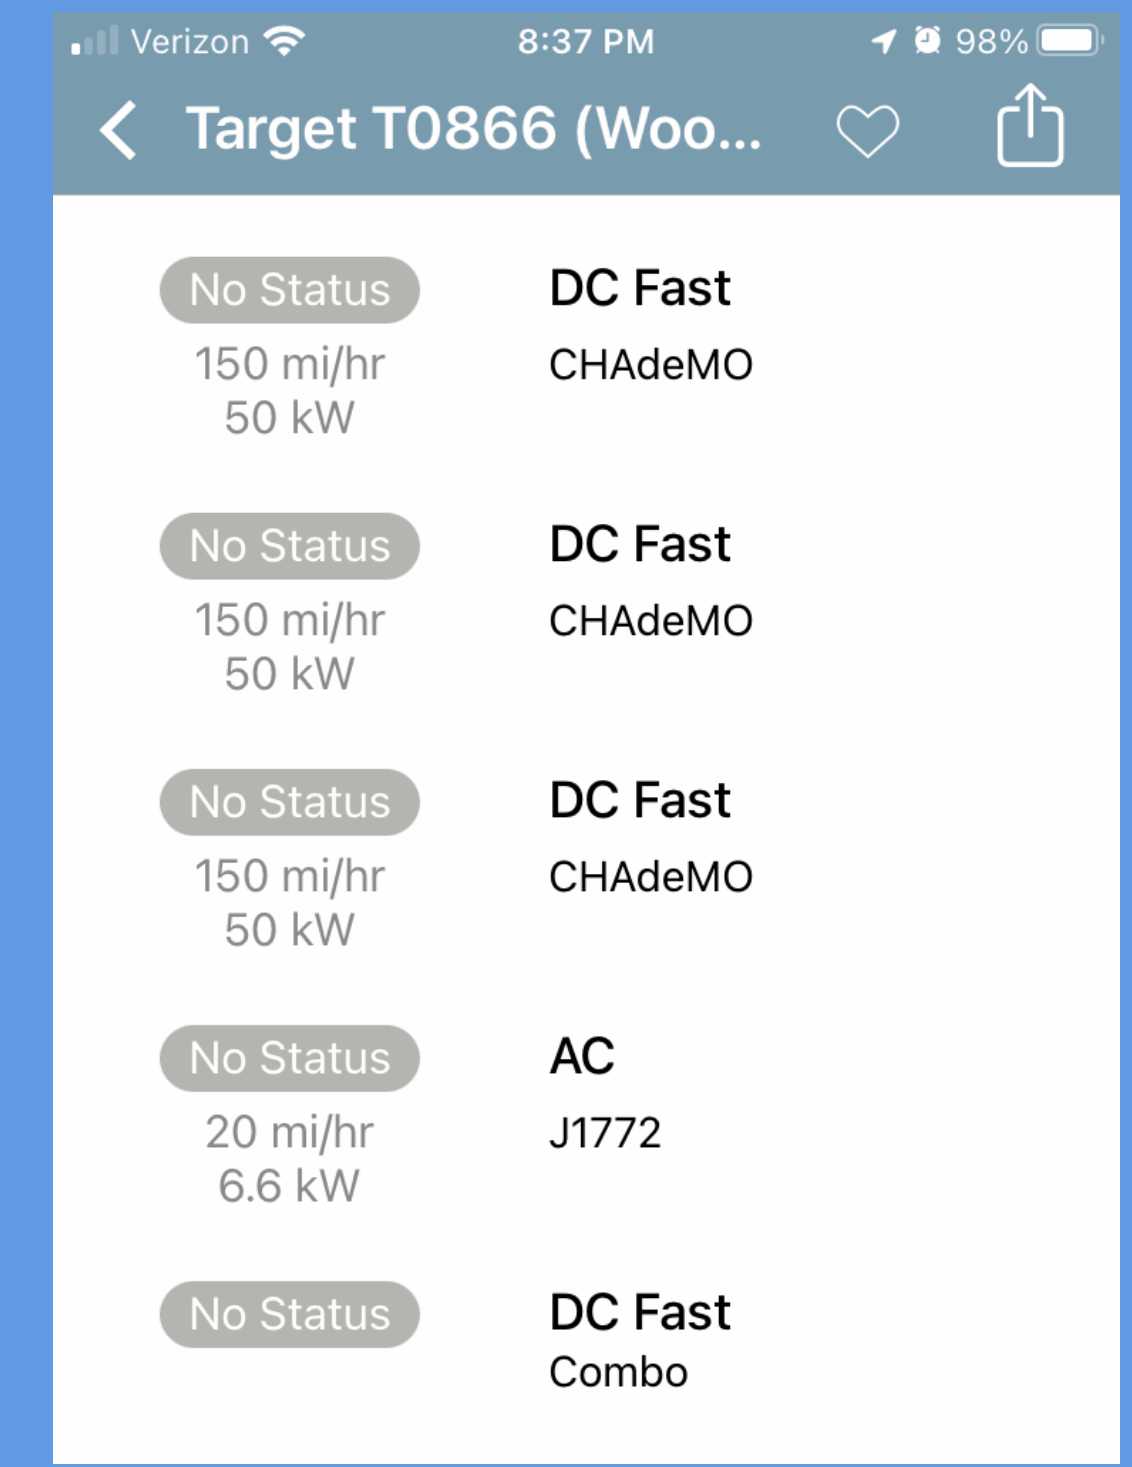 Verizon 8:37 PM 98%
Target T0866 (Woo...
No Status DC Fast
150 mi/hr CHAdeMO
50 kW
No Status DC Fast
150 mi/hr CHAdeMO
50 kW
No Status DC Fast
150 mi/hr CHAdeMO
50 kW
No Status AC
20 mi/hr J1772
6.6 kW
No Status DC Fast
Combo